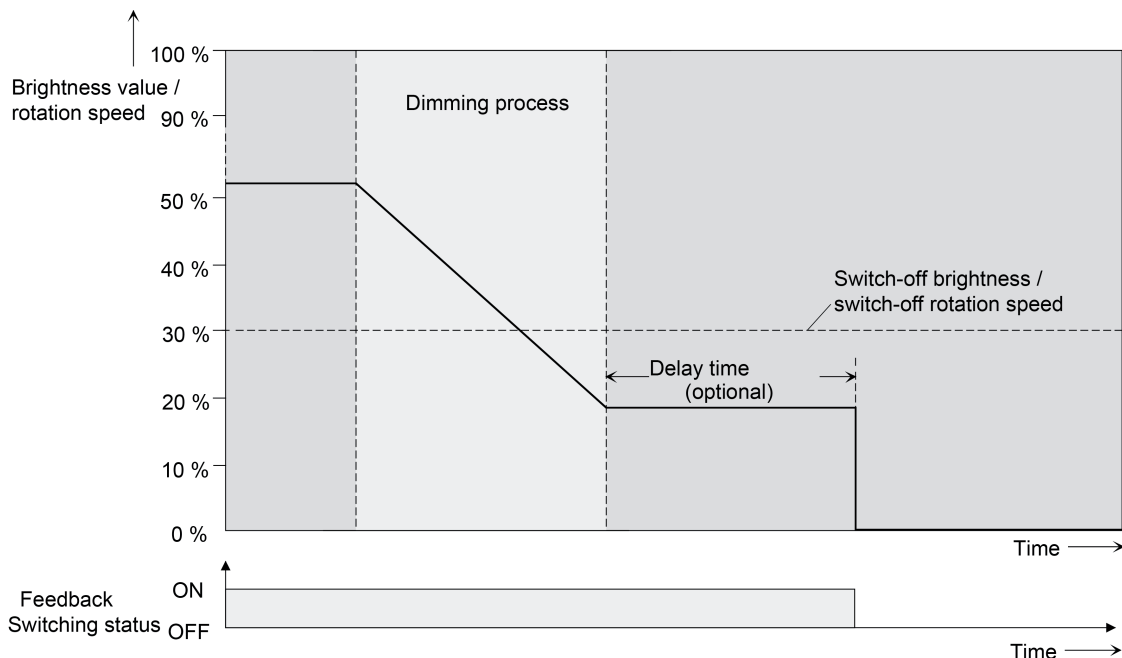 100 %
Brightness value /
rotation speed
90 %
Dimming process
50 %
40 %
Switch-off brightness /
switch-off rotation speed
30 %
Delay time
(optional)
20 %
10 %
0 %
Time
ON
Feedback
Switching status
OFF
Time